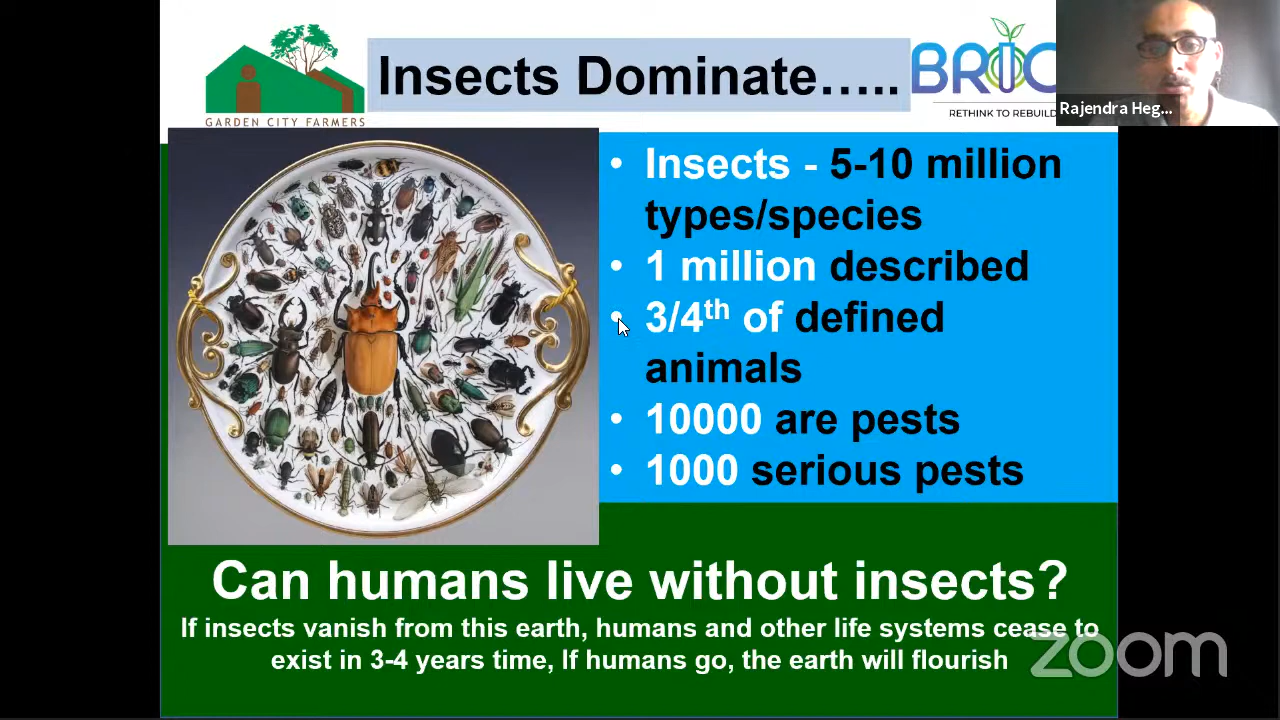 Insects Dominate.....
GARDEN CITY FARMERS
BRIC
RETHINK TO REBUILD
Rajendra Heg...
• Insects - 5-10 million
types/species
• 1 million described
• 3/4th of defined
animals
• 10000 are pests
• 1000 serious pests
Can humans live without insects?
If insects vanish from this earth, humans and other life systems cease to
exist in 3-4 years time, If humans go, the earth will flourish
zoom